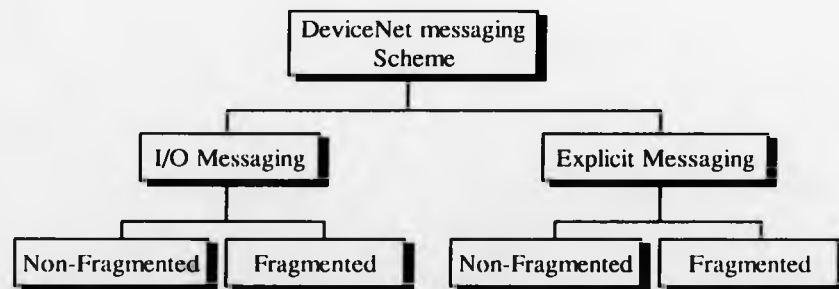 DeviceNet messaging
Scheme
I/O Messaging
Explicit Messaging
Non-Fragmented
Fragmented
Non-Fragmented
Fragmented